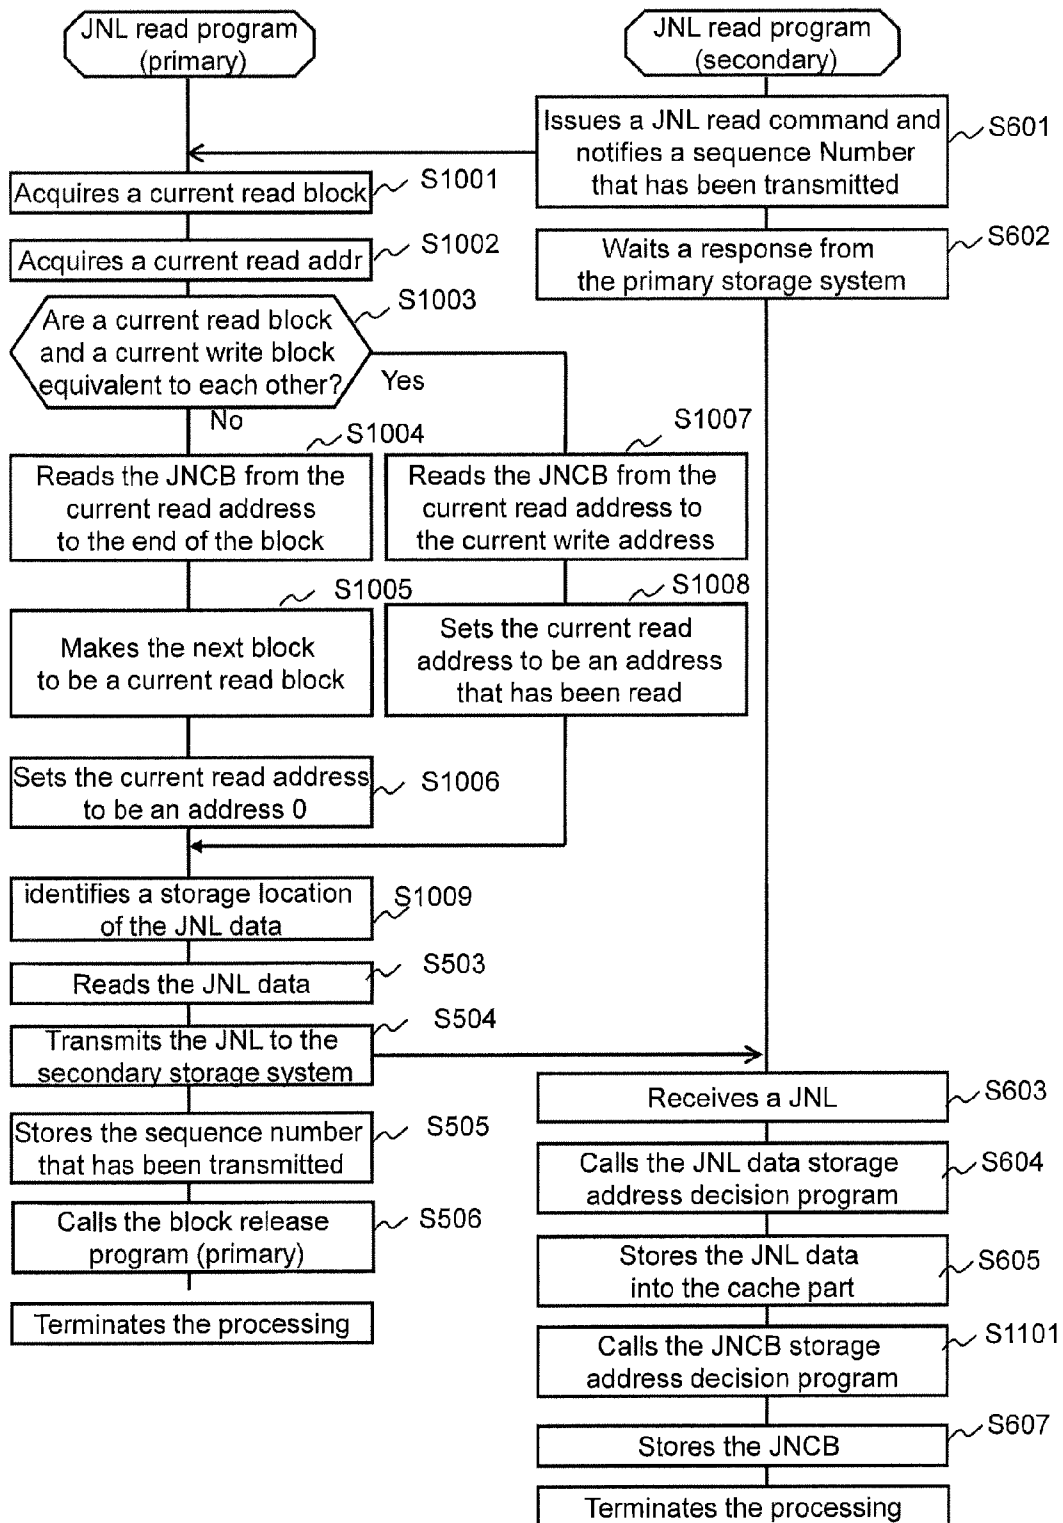 JNL read program
(primary)
JNL read program
(secondary)
Issues a JNL read command and
notifies a sequence Number
that has been transmitted
S601
Acquires a current read block
S1001
Waits a response from
the primary storage system
S602
Acquires a current read addr
S1002
Are a current read block
and a current write block
equivalent to each other?
S1003
Yes
No
Reads the JNCB from the
current read address
to the end of the block
S1004
Reads the JNCB from the
current read address to
the current write address
S1007
Makes the next block
to be a current read block
S1005
Sets the current read
address to be an address
that has been read
S1008
Sets the current read address
to be an address 0
S1006
identifies a storage location
of the JNL data
S1009
Reads the JNL data
S503
Transmits the JNL to the
secondary storage system
S504
Receives a JNL
S603
Stores the sequence number
that has been transmitted
S505
Calls the JNL data storage
address decision program
S604
Calls the block release
program (primary)
S506
Stores the JNL data
into the cache part
S605
Terminates the processing
Calls the JNCB storage
address decision program
S1101
Stores the JNCB
S607
Terminates the processing